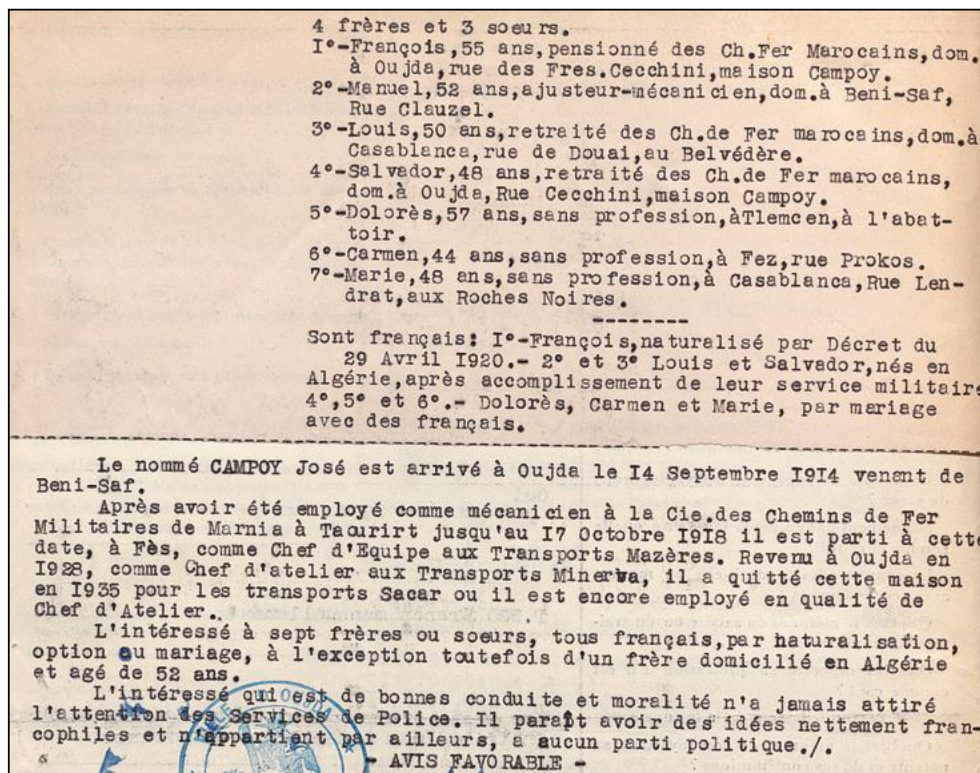 4 frères et 3 soeurs.
I°-François,55 ans,pensionné des Ch.Fer Marocains,dom.
à Oujda,rue des Fres.Cecchini,maison Campoy.
2°-Manuel,52 ans,ajusteur-mécanicien,dom.à Beni-Saf,
Rue Clauzel.
3°-Louis,50 ans,retraité des Ch.de Fer marocains,dom.à
Casablanca,rue de Douai,au Belvédère.
4°-Salvador,48 ans,retraité des Ch.de Fer marocains,
dom.à Oujda,Rue Cecchini,maison Campoy.
5°-Dolorès,57 ans,sans profession,àTlemcen,à l'abat-
toir.
6°-Carmen,44 ans,sans profession,à Fez,rue Prokos.
7°-Marie,48 ans,sans profession,à Casablanca,Rue Len-
drat,aux Roches Noires.
---------
Sont français: I°-François,naturalisé par Décret du
29 Avril I920.- 2° et 3° Louis et Salvador,nés en
Algérie,après accomplissement de leur service militaire
4°,5° et 6°.- Dolorès, Carmen et Marie, par mariage
avec des français.
Le nommé CAMPOY José est arrivé à Oujda le I4 Septembre I9I4 venant de
Beni-Saf.
Après avoir été employé comme mécanicien à la Cie.des Chemins de Fer
Militaires de Marnia à Taourirt jusqu'au I7 Octobre I9I8 il est parti à cette
date, à Fès, comme Chef d'Equipe aux Transports Mazères. Revenu à Oujda en
I928, comme Chef d'atelier aux Transports Minerva, il a quitté cette maison
en I935 pour les transports Sacar ou il est encore employé en qualité de
Chef d'Atelier..
L'intéressé à sept frères ou soeurs, tous français,par naturalisation,
option ou mariage, à l'exception toutefois d'un frère domicilié en Algérie
et agé de 52 ans.
L'intéressé qui est de bonnes conduite et moralité n'a jamais attiré
l'attention des Services de Police. Il paraît avoir des idées nettement fran-
cophiles et n'appartient par ailleurs, a aucun parti politique./.
- AVIS FAVORABLE -